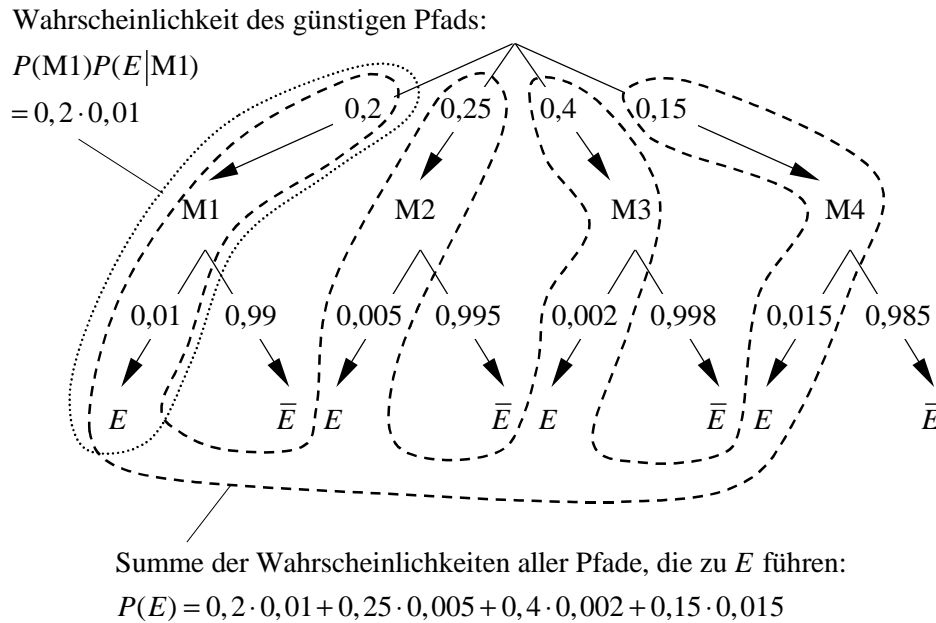 Wahrscheinlichkeit des günstigen Pfads:
P(M1)P(E|M1)
= 0,2 · 0,01
0,2 0,25 0,4 0,15
M1 M2 M3 M4
0,01 0,99 0,005 0,995 0,002 0,998 0,015 0,985
E E̅ E E̅ E E̅ E E̅
Summe der Wahrscheinlichkeiten aller Pfade, die zu E führen:
P(E) = 0,2 · 0,01 + 0,25 · 0,005 + 0,4 · 0,002 + 0,15 · 0,015